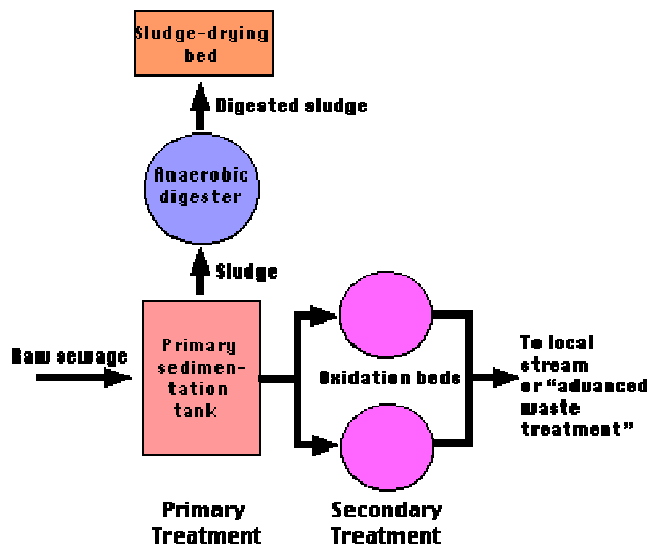 Sludge-drying
bed
Digested sludge
Anaerobic
digester
Sludge
Raw sewage
Primary
sedimen-
tation
tank
Oxidation beds
To local
stream
or “advanced
waste
treatment”
Primary
Treatment
Secondary
Treatment